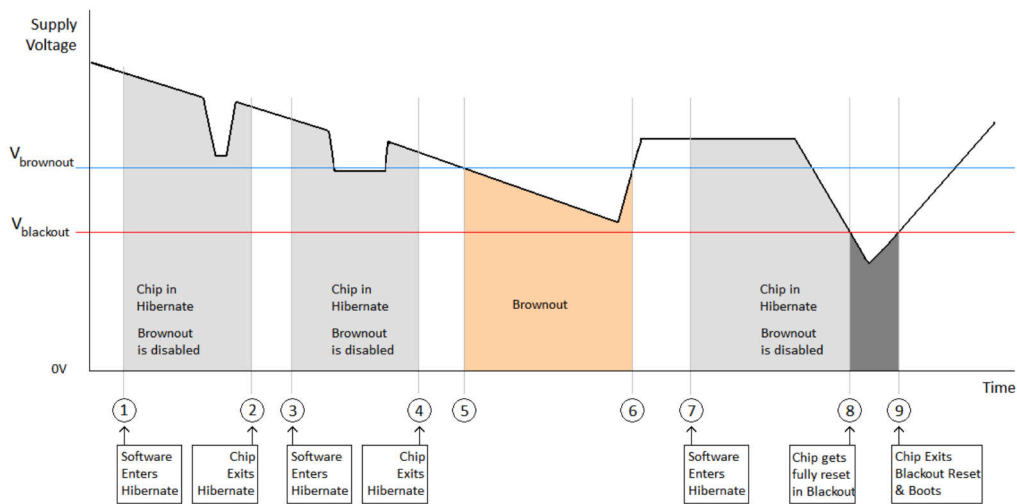 Supply
Voltage
Vbrownout
Vblackout
Chip in
Hibernate
Brownout
is disabled
Chip in
Hibernate
Brownout
is disabled
Brownout
Chip in
Hibernate
Brownout
is disabled
0V
Time
1 2 3 4 5 6 7 8 9
Software
Enters
Hibernate
Chip
Exits
Hibernate
Software
Enters
Hibernate
Chip
Exits
Hibernate
Software
Enters
Hibernate
Chip gets
fully reset
in Blackout
Chip Exits
Blackout Reset
& Boots